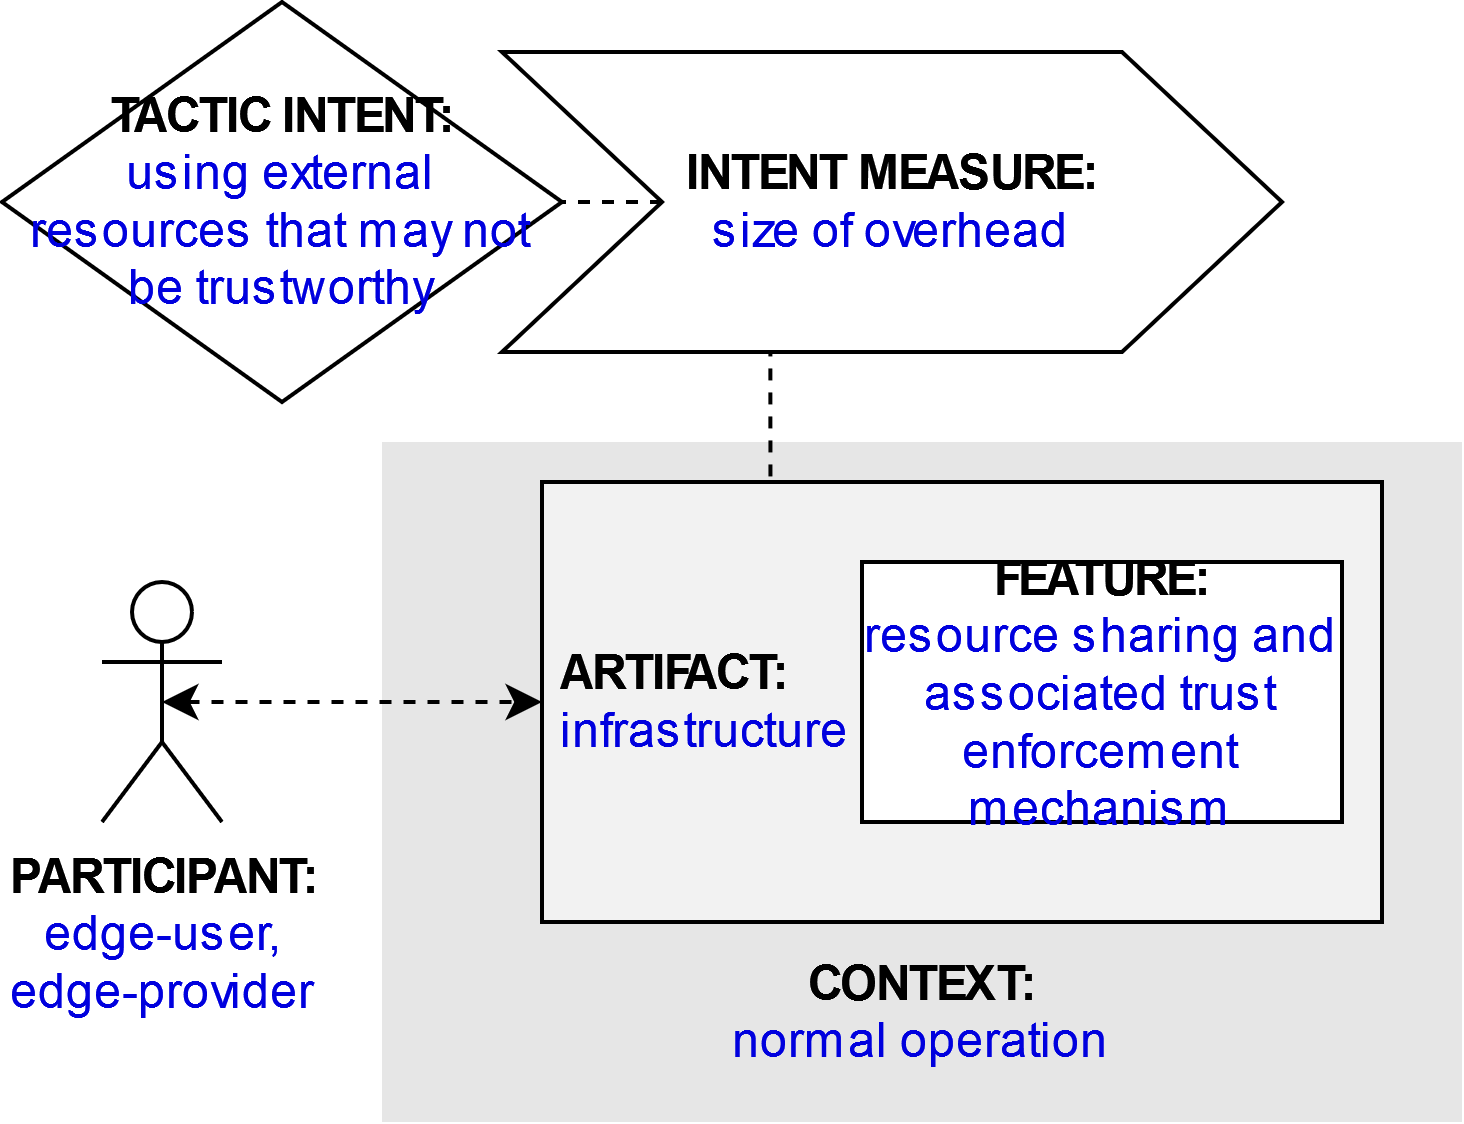 TACTIC INTENT:
using external
resources that may not
be trustworthy
INTENT MEASURE:
size of overhead
FEATURE:
resource sharing and
associated trust
enforcement
mechanism
ARTIFACT:
infrastructure
PARTICIPANT:
edge-user,
edge-provider
CONTEXT:
normal operation